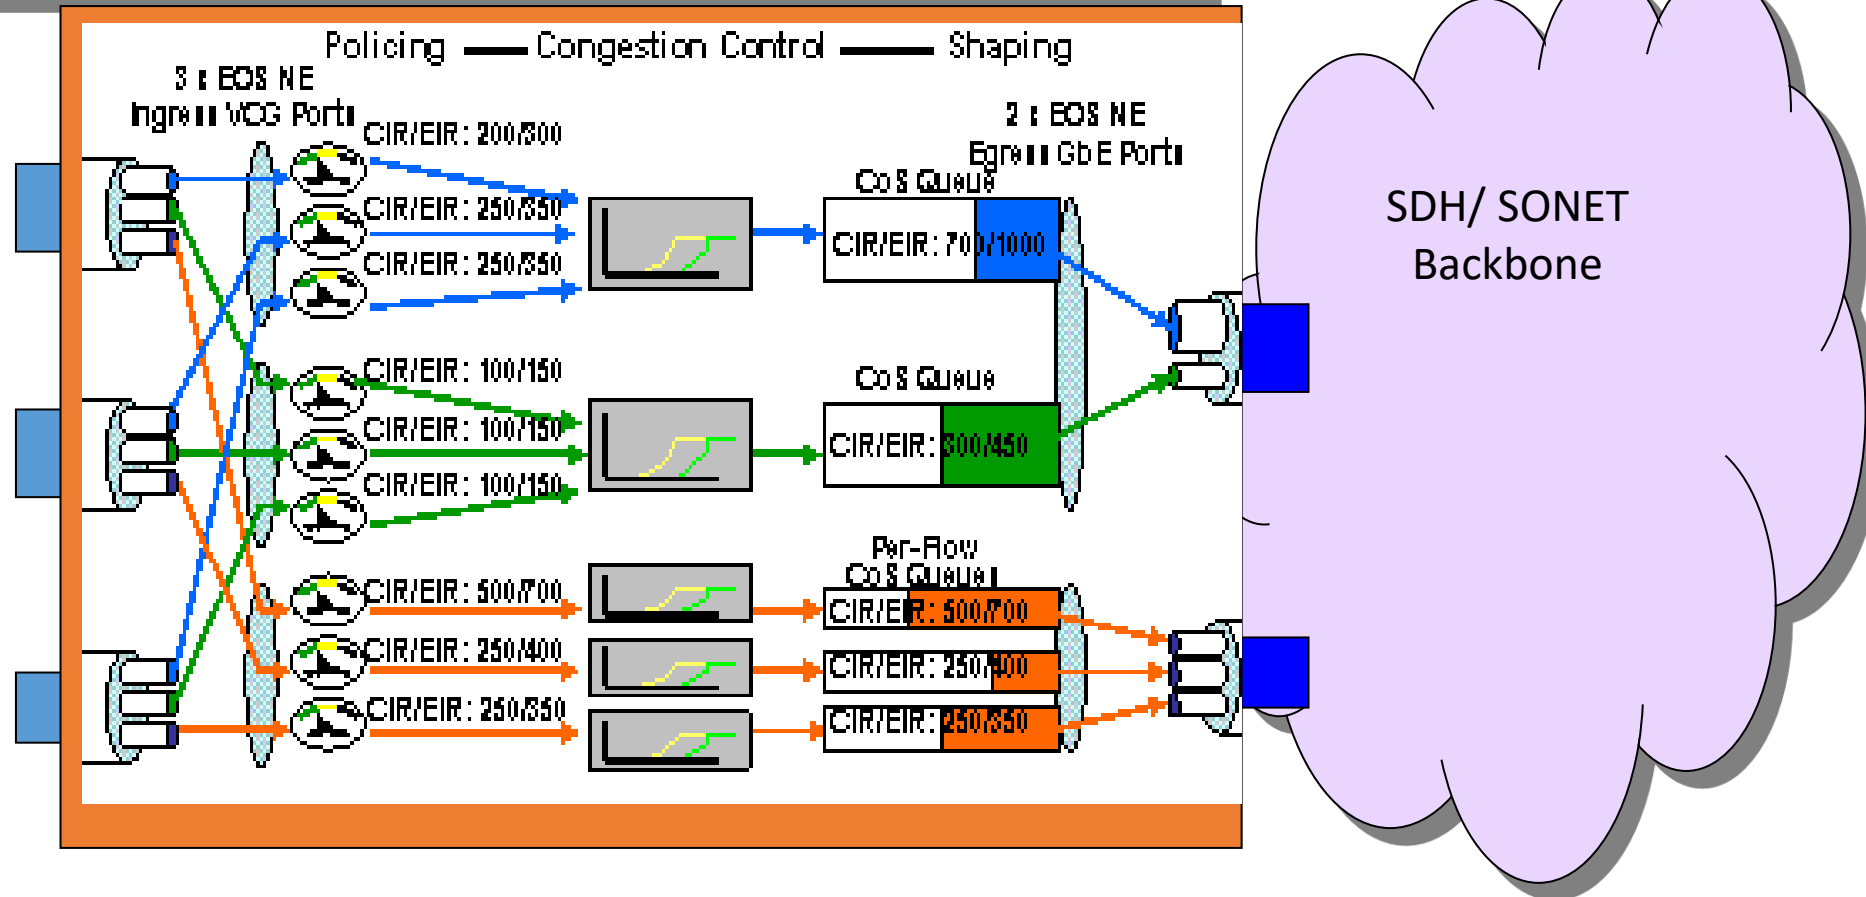 Policing — Congestion Control — Shaping
3 x EOS NE
Ingress VCG Ports
2 x EOS NE
Egress GbE Ports
CIR/EIR: 200/300
CIR/EIR: 250/350
CIR/EIR: 250/350
CoS Queue
CIR/EIR: 700/1000
CIR/EIR: 100/150
CIR/EIR: 100/150
CIR/EIR: 100/150
CoS Queue
CIR/EIR: 300/450
Per-Flow
CoS Queues
CIR/EIR: 500/700
CIR/EIR: 500/700
CIR/EIR: 250/400
CIR/EIR: 250/400
CIR/EIR: 250/350
CIR/EIR: 250/350
SDH/ SONET
Backbone